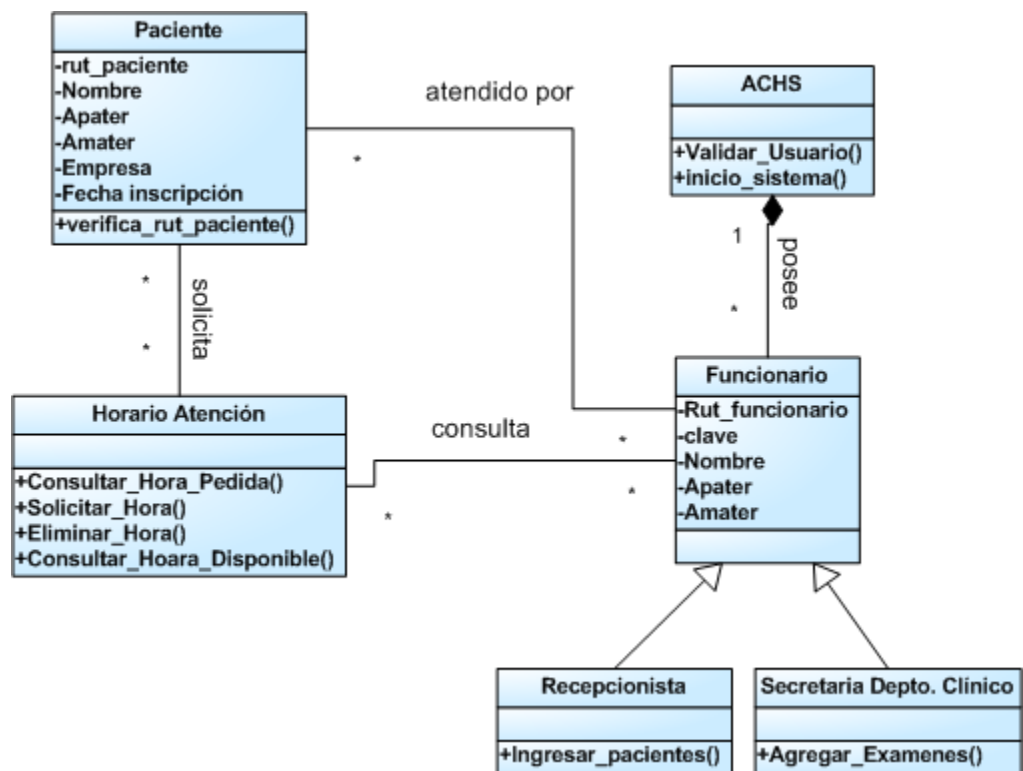 Paciente
-rut_paciente
-Nombre
-Apater
-Amater
-Empresa
-Fecha inscripción
+verifica_rut_paciente()
atendido por
*
ACHS
+Validar_Usuario()
+inicio_sistema()
1
posee
*
*
solicita
*
Horario Atención
+Consultar_Hora_Pedida()
+Solicitar_Hora()
+Eliminar_Hora()
+Consultar_Hoara_Disponible()
consulta
*
*
*
Funcionario
-Rut_funcionario
-clave
-Nombre
-Apater
-Amater
Recepcionista
+Ingresar_pacientes()
Secretaria Depto. Clínico
+Agregar_Examenes()